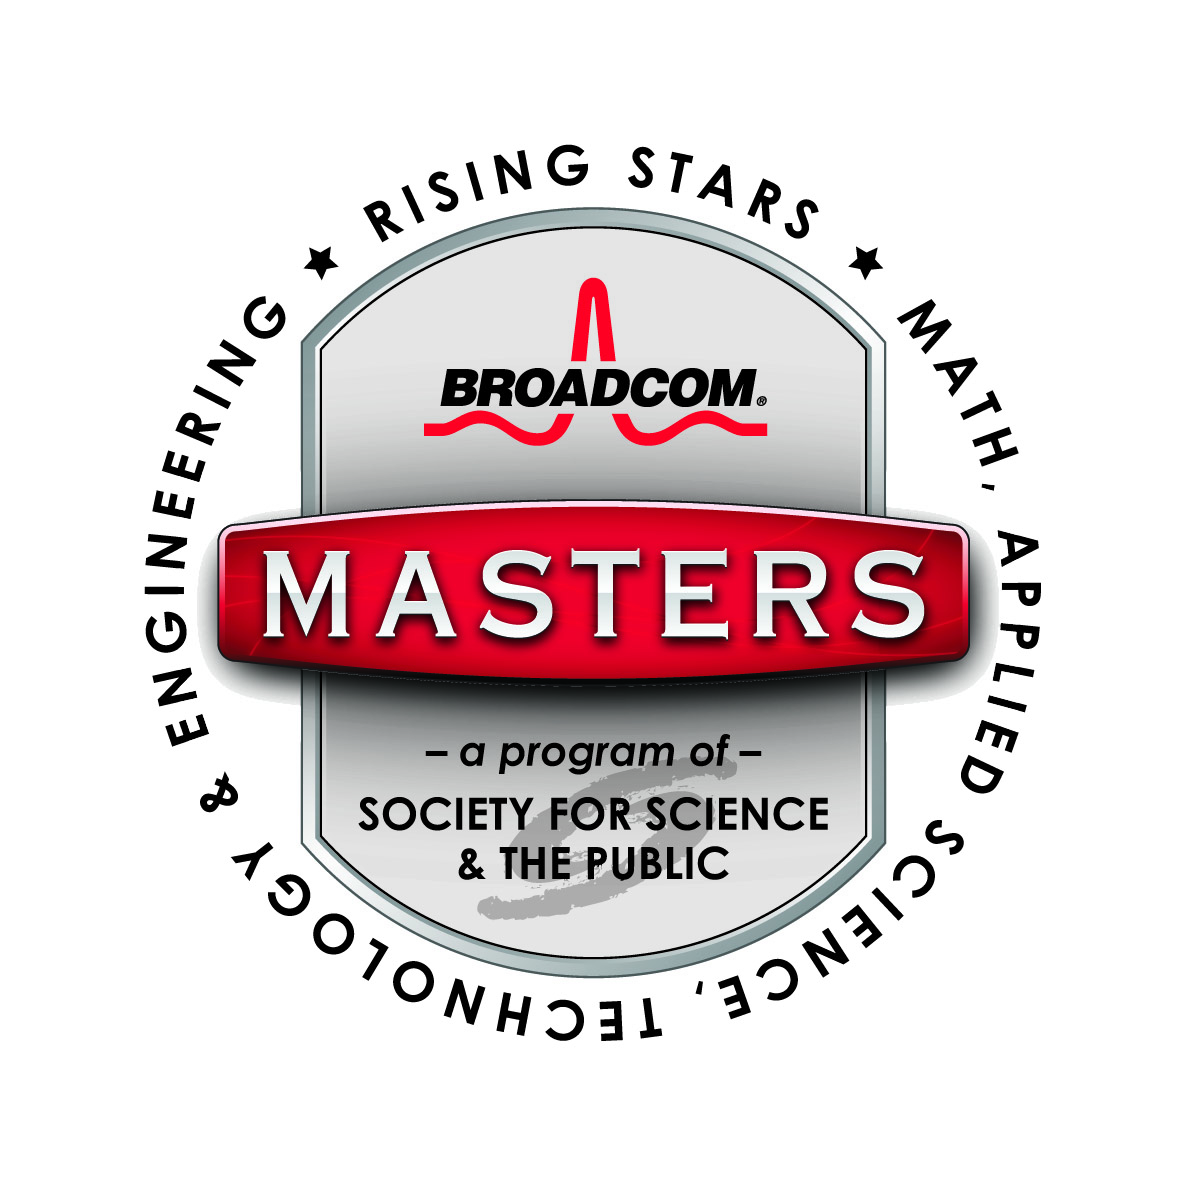 ★ RISING STARS ★ MATH, APPLIED SCIENCE, TECHNOLOGY & ENGINEERING
BROADCOM®
MASTERS
– a program of –
SOCIETY FOR SCIENCE
& THE PUBLIC